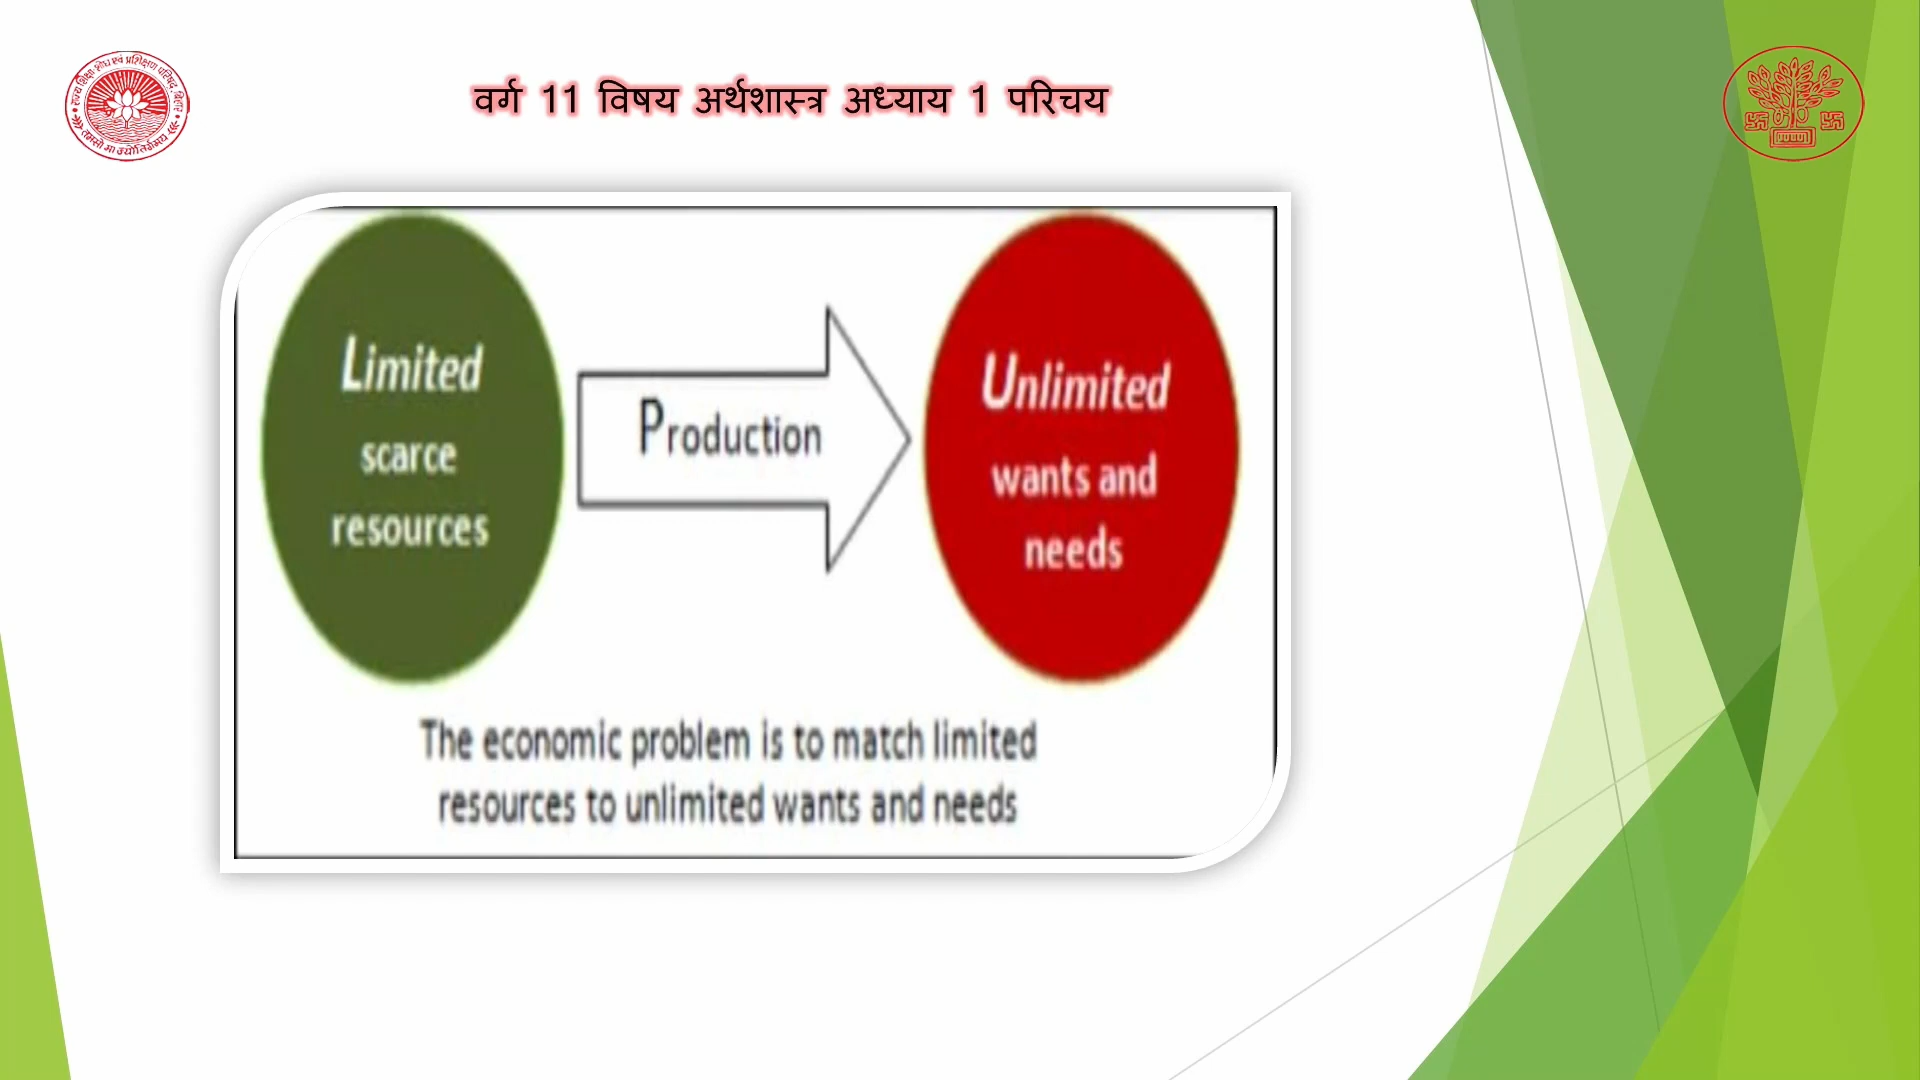 वर्ग 11 विषय अर्थशास्त्र अध्याय 1 परिचय
Limited
scarce
resources
Production
Unlimited
wants and
needs
The economic problem is to match limited
resources to unlimited wants and needs